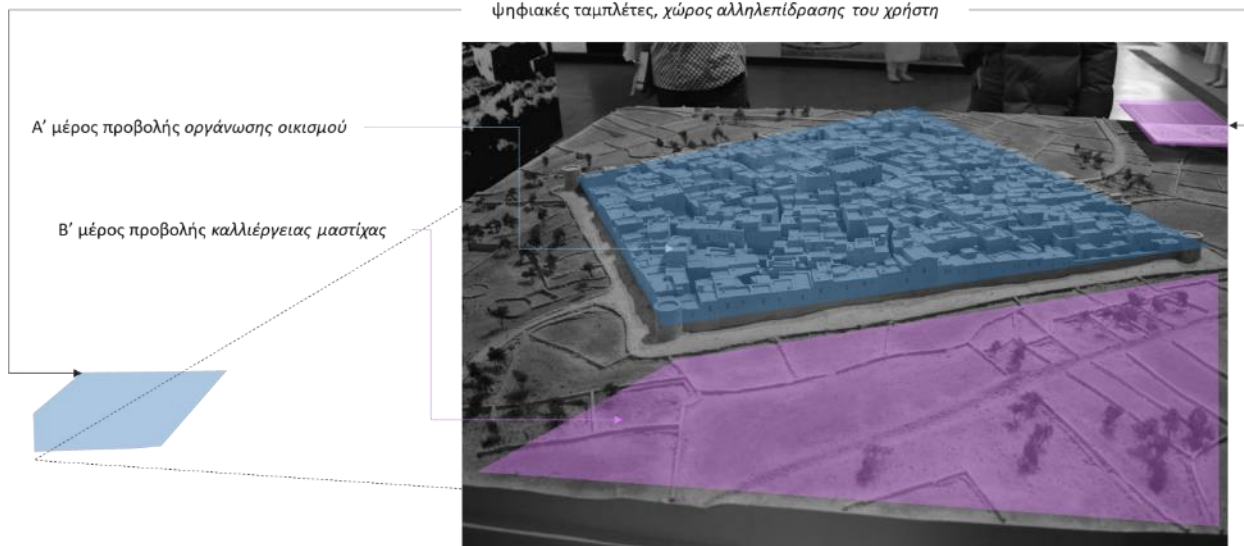 ψηφιακές ταμπλέτες, χώρος αλληλεπίδρασης του χρήστη
Α’ μέρος προβολής οργάνωσης οικισμού
Β’ μέρος προβολής καλλιέργειας μαστίχας